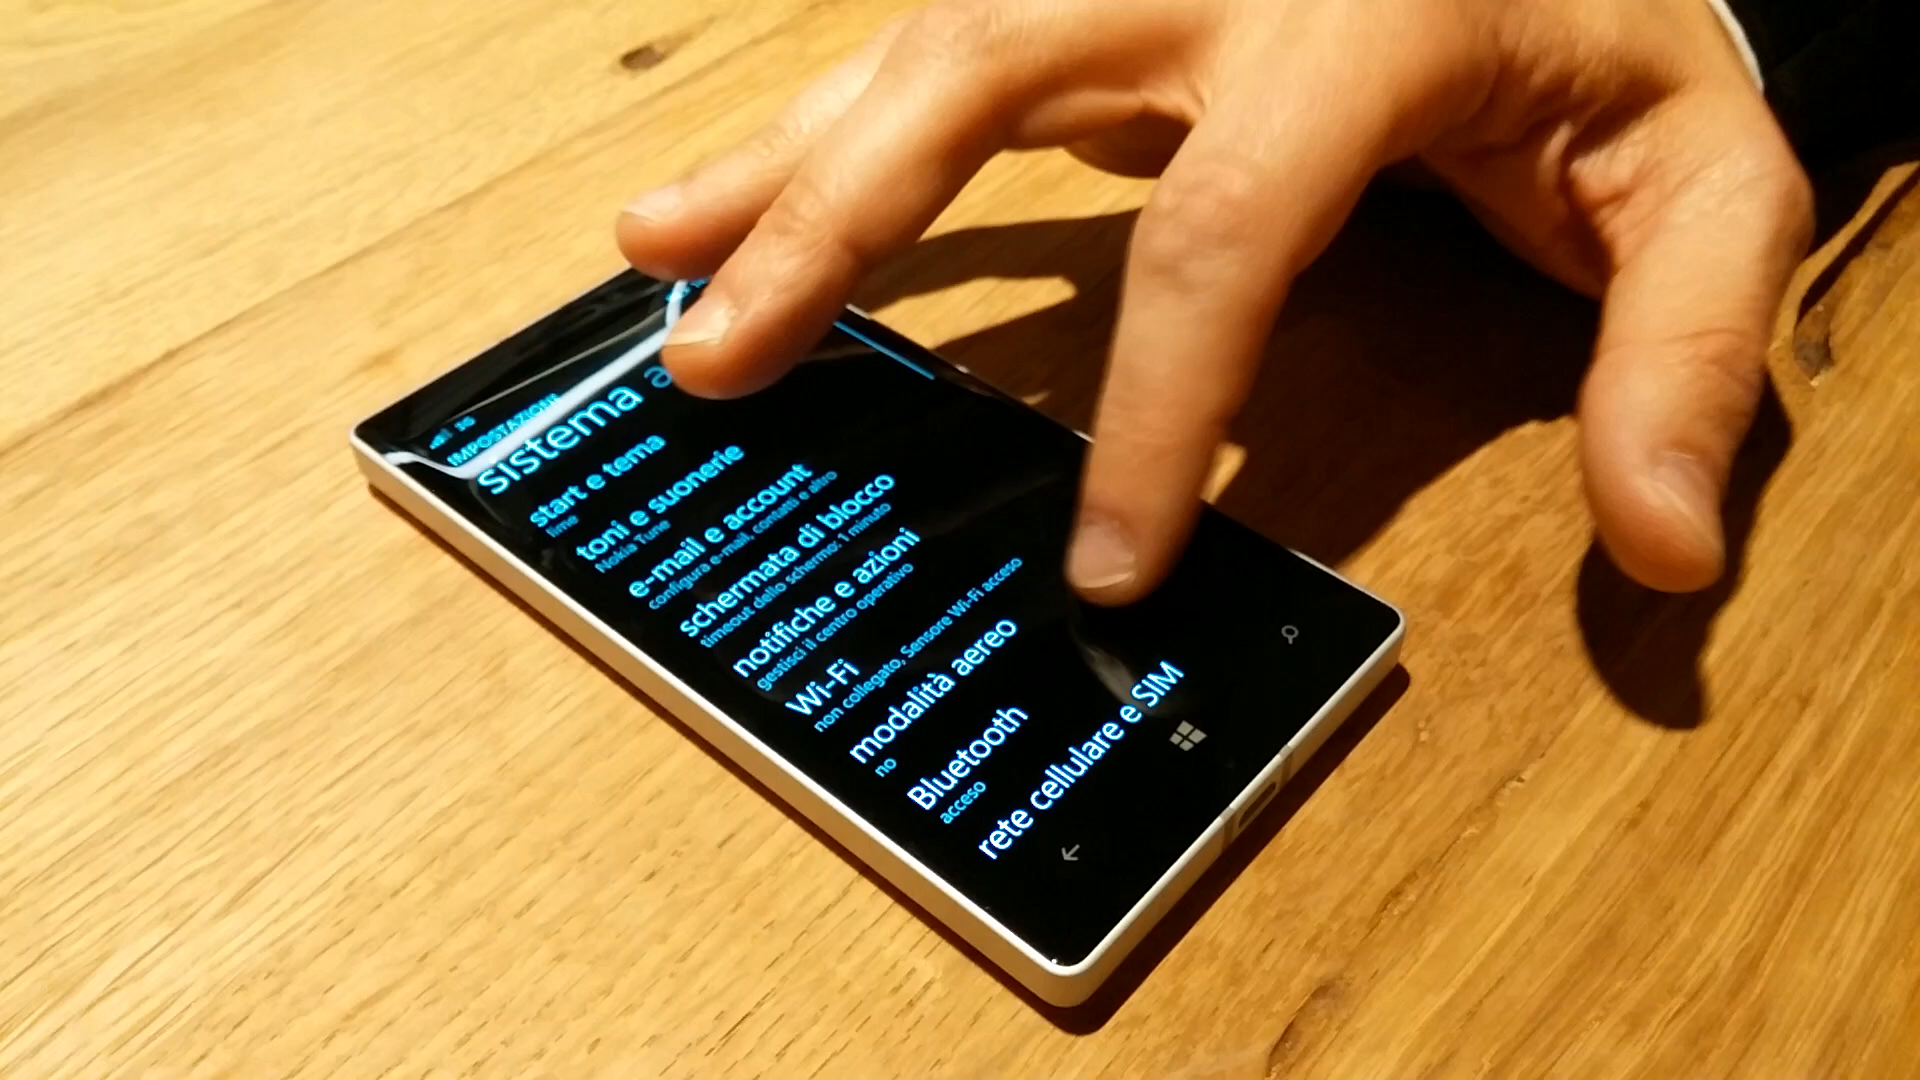 3G
IMPOSTAZIONI
sistema a
start e tema
lime
toni e suonerie
Nokia Tune
e-mail e account
configura e-mail, contatti e altro
schermata di blocco
timeout dello schermo: 1 minuto
notifiche e azioni
gestisci il centro operativo
Wi-Fi
non collegato, Sensore Wi-Fi acceso
modalità aereo
no
Bluetooth
acceso
rete cellulare e SIM